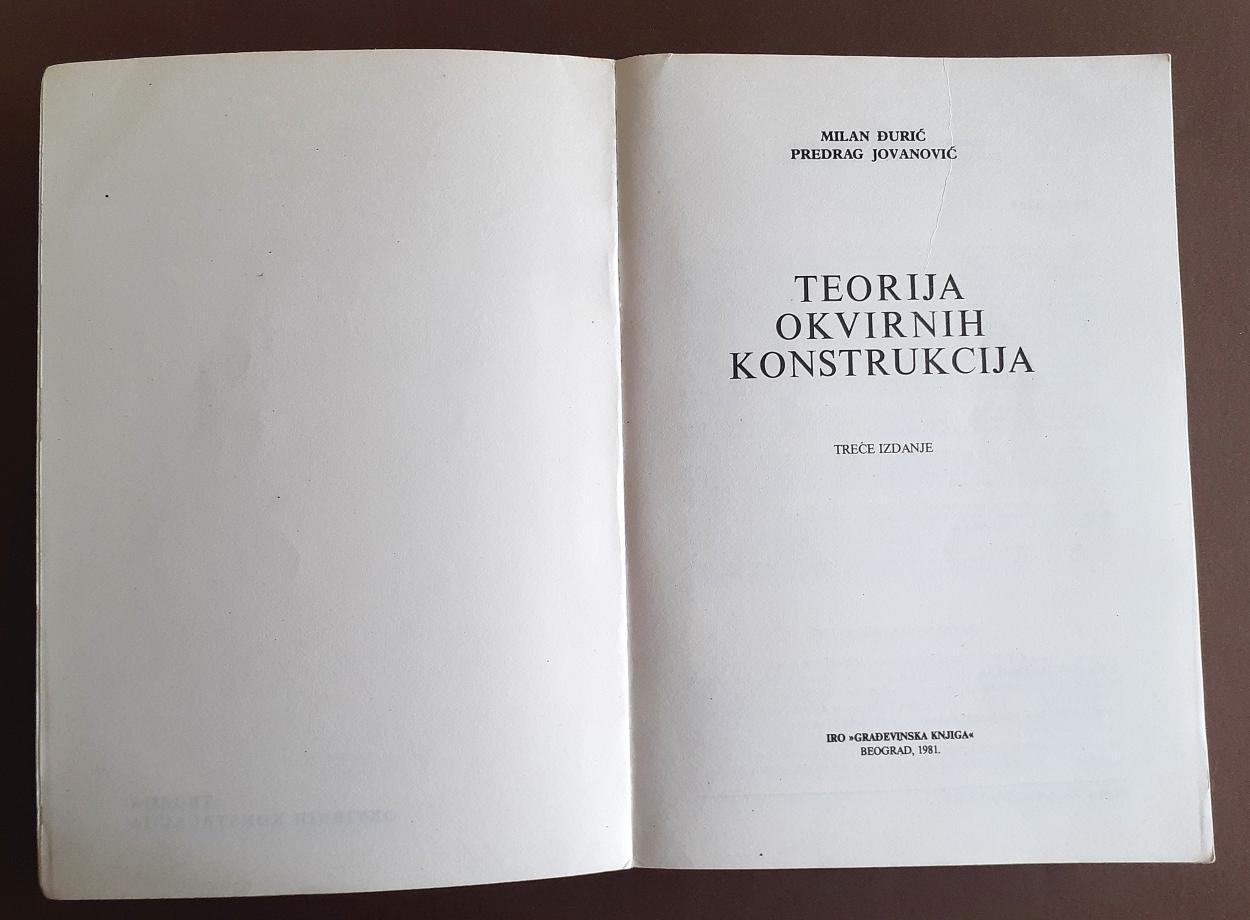 MILAN ĐURIĆ
PREDRAG JOVANOVIĆ
TEORIJA
OKVIRNIH
KONSTRUKCIJA
TREĆE IZDANJE
IRO »GRAĐEVINSKA KNJIGA«
BEOGRAD, 1981.